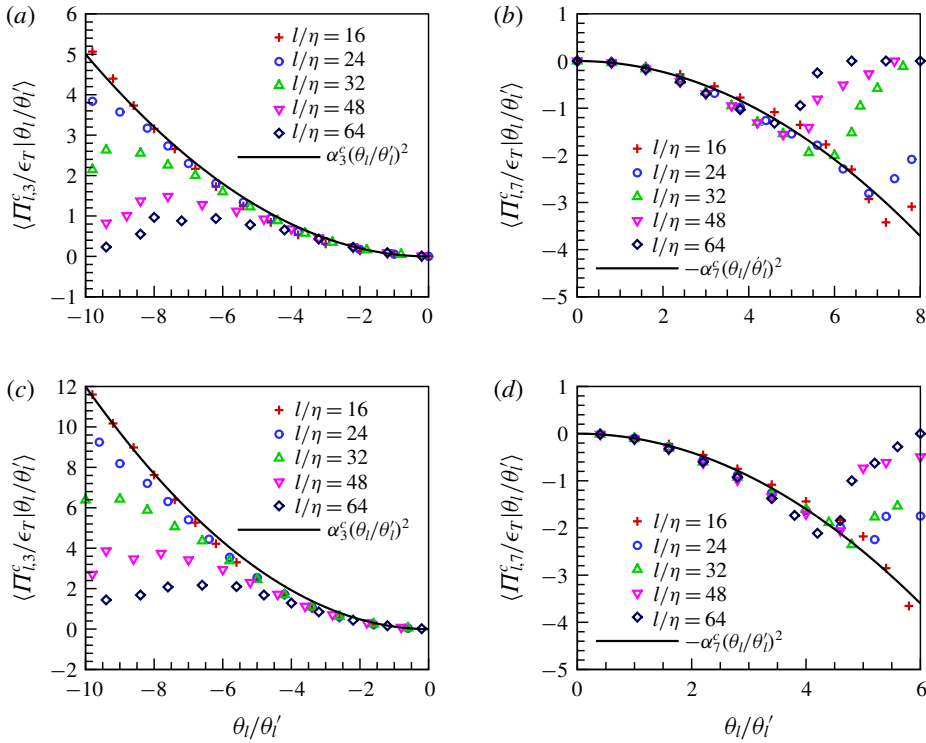 (a)
⟨Π^c_{l,3}/ϵ_T|θ_l/θ'_l⟩
6
5
4
3
2
1
0
−1
−10 −8 −6 −4 −2 0
l/η = 16
l/η = 24
l/η = 32
l/η = 48
l/η = 64
α^c_3(θ_l/θ'_l)^2
(b)
⟨Π^c_{l,7}/ϵ_T|θ_l/θ'_l⟩
1
0
−1
−2
−3
−4
−5
0 2 4 6 8
l/η = 16
l/η = 24
l/η = 32
l/η = 48
l/η = 64
−α^c_7(θ_l/θ̇'_l)^2
(c)
⟨Π^c_{l,3}/ϵ_T|θ_l/θ'_l⟩
12
10
8
6
4
2
0
−2
−10 −8 −6 −4 −2 0
θ_l/θ_l'
l/η = 16
l/η = 24
l/η = 32
l/η = 48
l/η = 64
α^c_3(θ_l/θ'_l)^2
(d)
⟨Π^c_{l,7}/ϵ_T|θ_l/θ'_l⟩
1
0
−1
−2
−3
−4
−5
0 2 4 6
θ_l/θ_l'
l/η = 16
l/η = 24
l/η = 32
l/η = 48
l/η = 64
−α^c_7(θ_l/θ'_l)^2